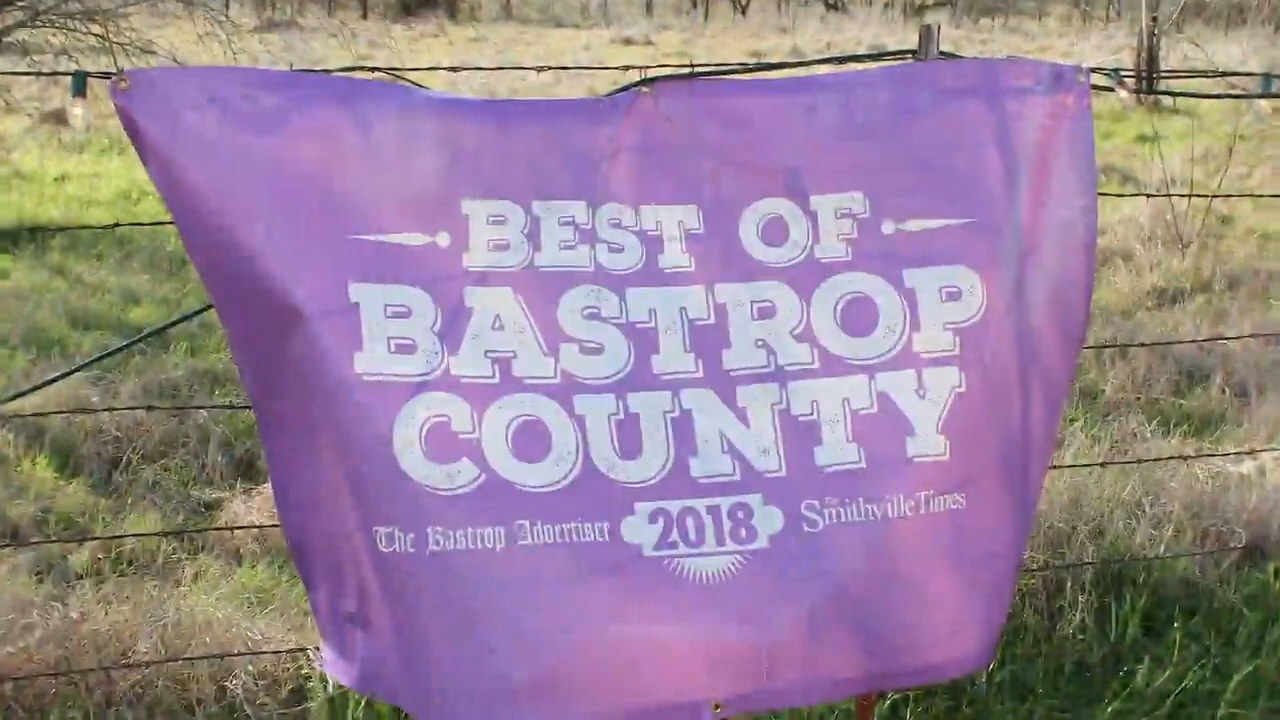 BEST OF
BASTROP
COUNTY
The Bastrop Advertiser 2018 The Smithville Times